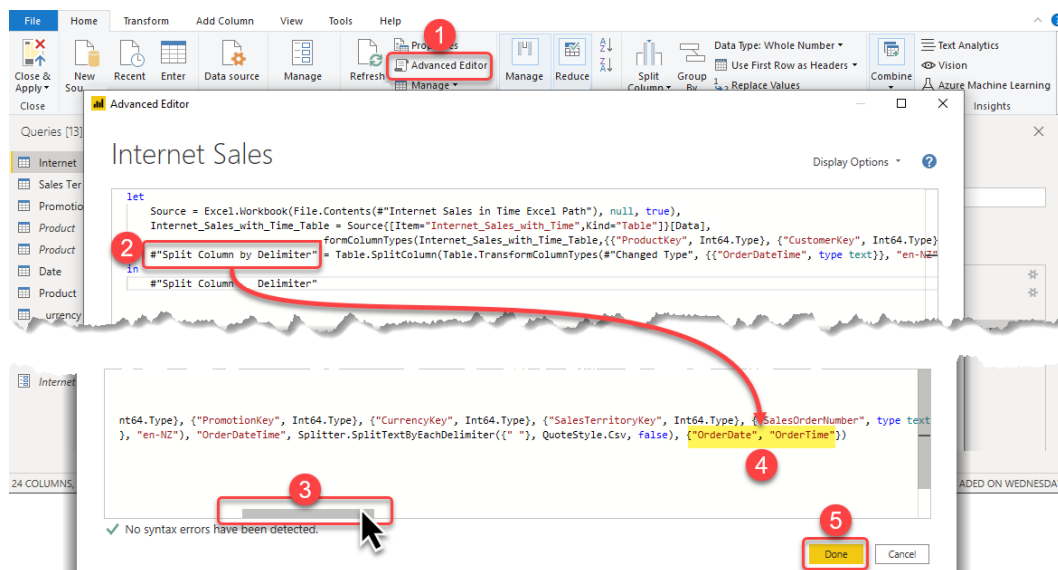 File Home Transform Add Column View Tools Help
1
Advanced Editor
Data Type: Whole Number
Text Analytics
Use First Row as Headers
Vision
Close & Apply
New
Recent
Enter
Data source
Manage
Refresh
Manage
Manage
Reduce
Split Column
Group By
Replace Values
Combine
Azure Machine Learning
Close
Insights
Advanced Editor
Queries [13]
Internet Sales
Display Options
?
Internet
Sales Ter
Promotio
Product
Product
Date
Product
urrency
let
Source = Excel.Workbook(File.Contents(#"Internet Sales in Time Excel Path"), null, true),
Internet_Sales_with_Time_Table = Source{[Item="Internet_Sales_with_Time",Kind="Table"]}[Data],
formColumnTypes(Internet_Sales_with_Time_Table,{{"ProductKey", Int64.Type}, {"CustomerKey", Int64.Type}
2
#"Split Column by Delimiter" = Table.SplitColumn(Table.TransformColumnTypes(#"Changed Type", {{"OrderDateTime", type text}}, "en-NZ"
in
#"Split Column Delimiter"
Internet
nt64.Type}, {"PromotionKey", Int64.Type}, {"CurrencyKey", Int64.Type}, {"SalesTerritoryKey", Int64.Type}, {"SalesOrderNumber", type text
}, "en-NZ"), "OrderDateTime", Splitter.SplitTextByEachDelimiter({" "}, QuoteStyle.Csv, false), {"OrderDate", "OrderTime"})
4
3
24 COLUMNS,
ADED ON WEDNESDA
No syntax errors have been detected.
5
Done
Cancel